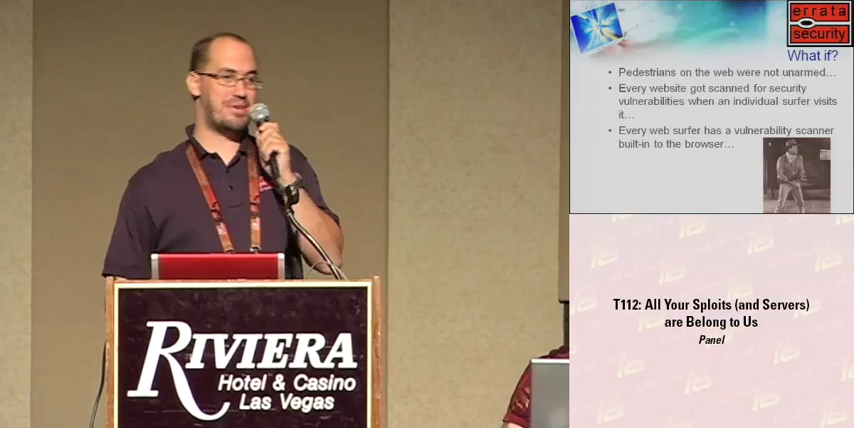 RIVIERA
Hotel & Casino
Las Vegas
errata
security
What if?
• Pedestrians on the web were not unarmed…
• Every website got scanned for security
vulnerabilities when an individual surfer visits
it…
• Every web surfer has a vulnerability scanner
built-in to the browser…
T112: All Your Sploits (and Servers)
are Belong to Us
Panel